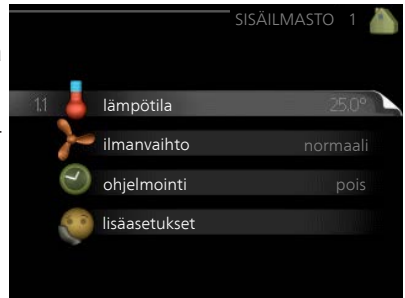 SISÄILMASTO 1
1.1 lämpötila 25.0°
ilmanvaihto normaali
ohjelmointi pois
lisäasetukset